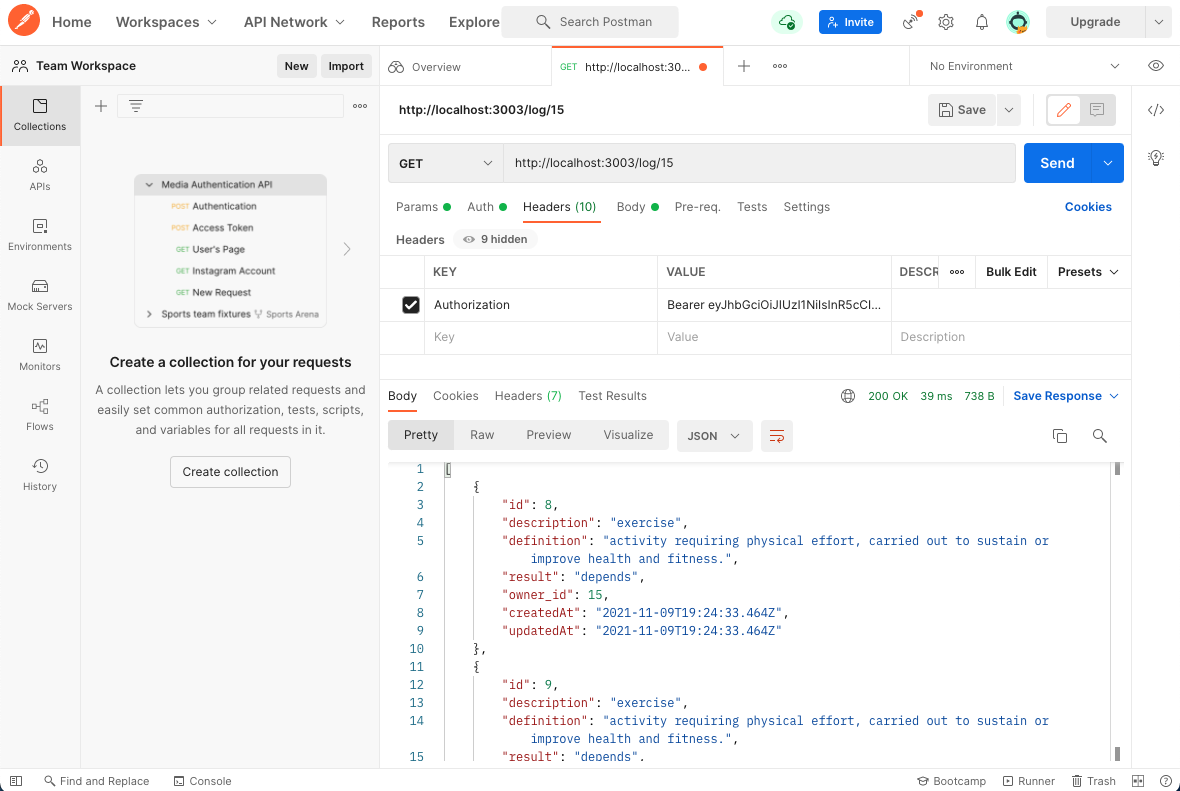 Home Workspaces API Network Reports Explore Search Postman Invite Upgrade
Team Workspace New Import
Overview GET http://localhost:30... No Environment
Collections
APIs
Environments
Mock Servers
Monitors
Flows
History
Media Authentication API
POST Authentication
POST Access Token
GET User's Page
GET Instagram Account
GET New Request
Sports team fixtures Sports Arena
Create a collection for your requests
A collection lets you group related requests and
easily set common authorization, tests, scripts,
and variables for all requests in it.
Create collection
http://localhost:3003/log/15 Save
GET http://localhost:3003/log/15 Send
Params Auth Headers (10) Body Pre-req. Tests Settings Cookies
Headers 9 hidden
KEY VALUE DESCR Bulk Edit Presets
Authorization Bearer eyJhbGciOiJIUzI1NiIsInR5cCI...
Key Value Description
Body Cookies Headers (7) Test Results 200 OK 39 ms 738 B Save Response
Pretty Raw Preview Visualize JSON
1 [
2 {
3 "id": 8,
4 "description": "exercise",
5 "definition": "activity requiring physical effort, carried out to sustain or
improve health and fitness.",
6 "result": "depends",
7 "owner_id": 15,
8 "createdAt": "2021-11-09T19:24:33.464Z",
9 "updatedAt": "2021-11-09T19:24:33.464Z"
10 },
11 {
12 "id": 9,
13 "description": "exercise",
14 "definition": "activity requiring physical effort, carried out to sustain or
improve health and fitness.",
15 "result": "depends",
Find and Replace Console Bootcamp Runner Trash